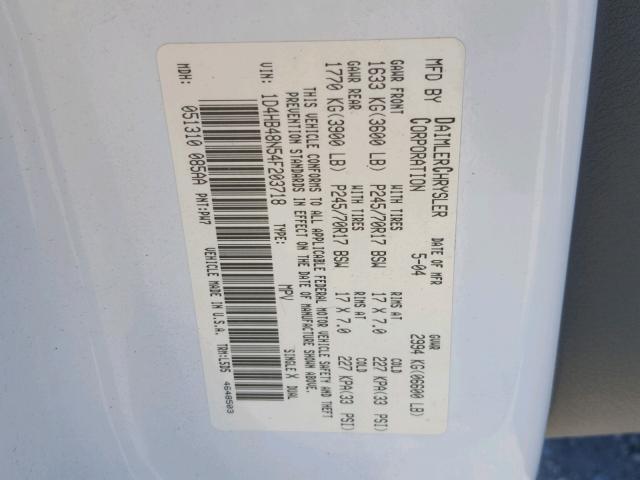 MFD BY DAIMLERCHRYSLER CORPORATION DATE OF MFR 5-04 GVWR 2994 KG(06600 LB)
GAWR FRONT WITH TIRES RIMS AT COLD
1633 KG(3600 LB) P245/70R17 BSW 17 X 7.0 227 KPA(33 PSI)
GAWR REAR WITH TIRES RIMS AT COLD
1770 KG(3900 LB) P245/70R17 BSW 17 X 7.0 227 KPA(33 PSI)
THIS VEHICLE CONFORMS TO ALL APPLICABLE FEDERAL MOTOR VEHICLE SAFETY AND THEFT
PREVENTION STANDARDS IN EFFECT ON THE DATE OF MANUFACTURE SHOWN ABOVE.
VIN: 1D4HB48N54F203718 TYPE: MPV SINGLE X DUAL
MDH: 051310 085AA PNT:PW7 VEHICLE MADE IN U.S.A. TRM:L5D5 4648503